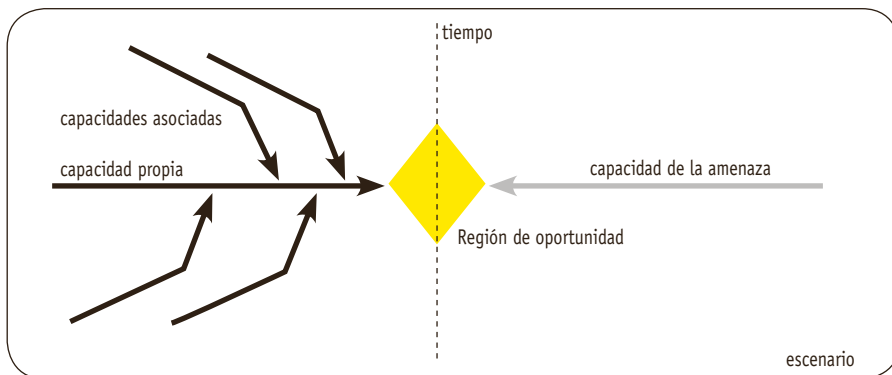 tiempo
capacidades asociadas
capacidad propia
capacidad de la amenaza
Región de oportunidad
escenario